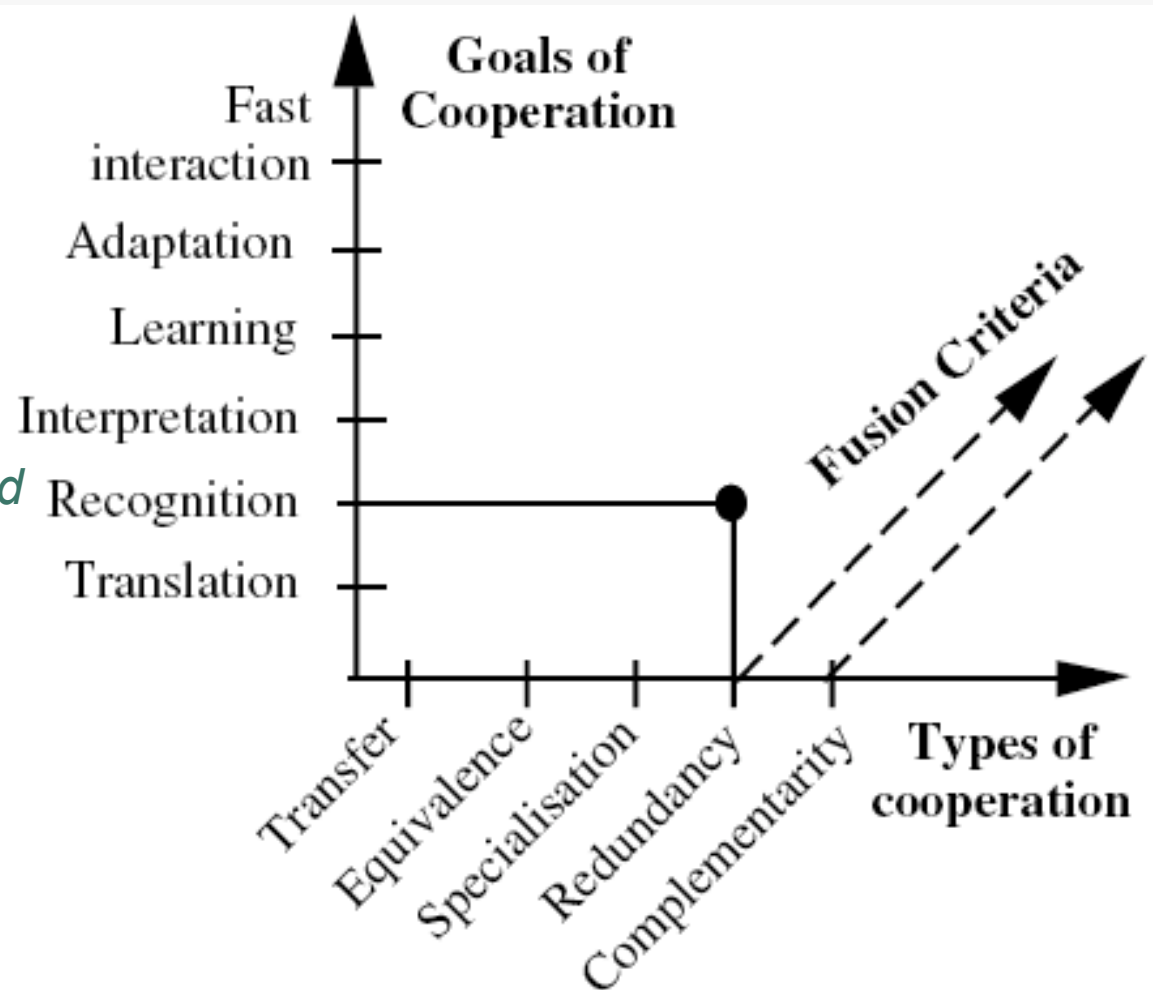 Goals of
Cooperation
Fast
interaction
Adaptation
Learning
Interpretation
d
Recognition
Translation
Fusion Criteria
Transfer
Equivalence
Specialisation
Redundancy
Complementarity
Types of
cooperation